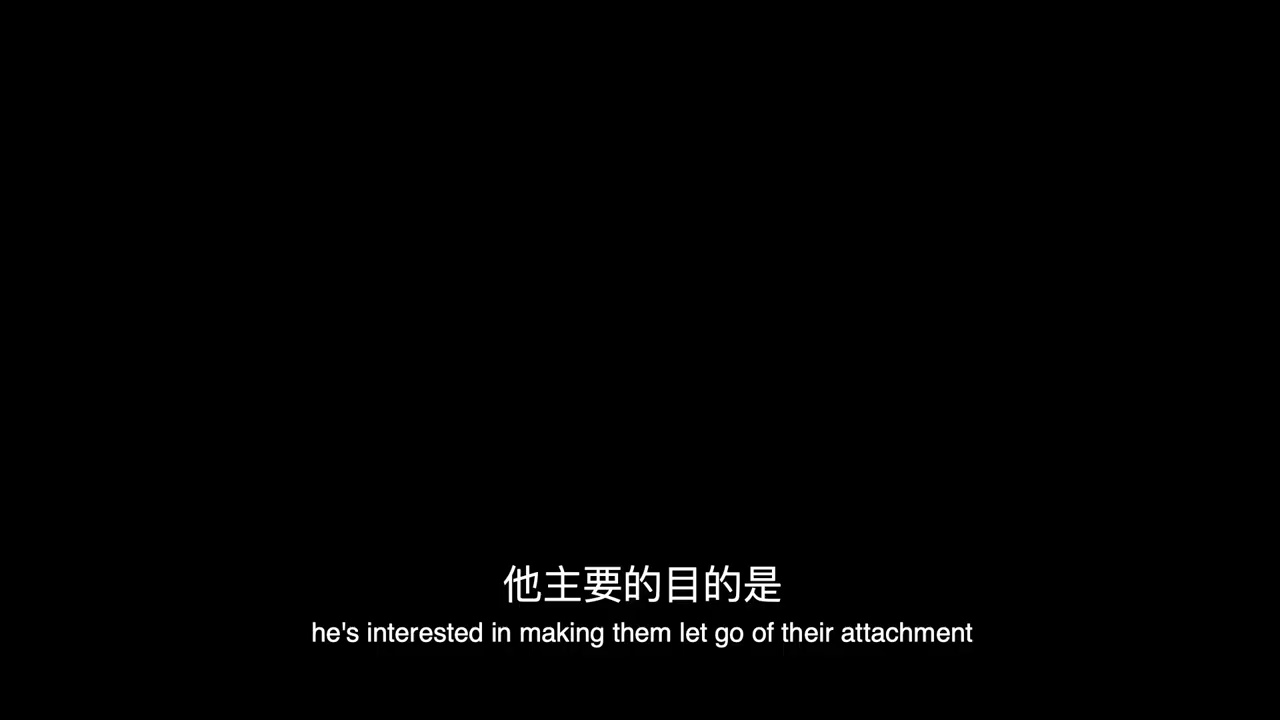 他主要的目的是
he's interested in making them let go of their attachment